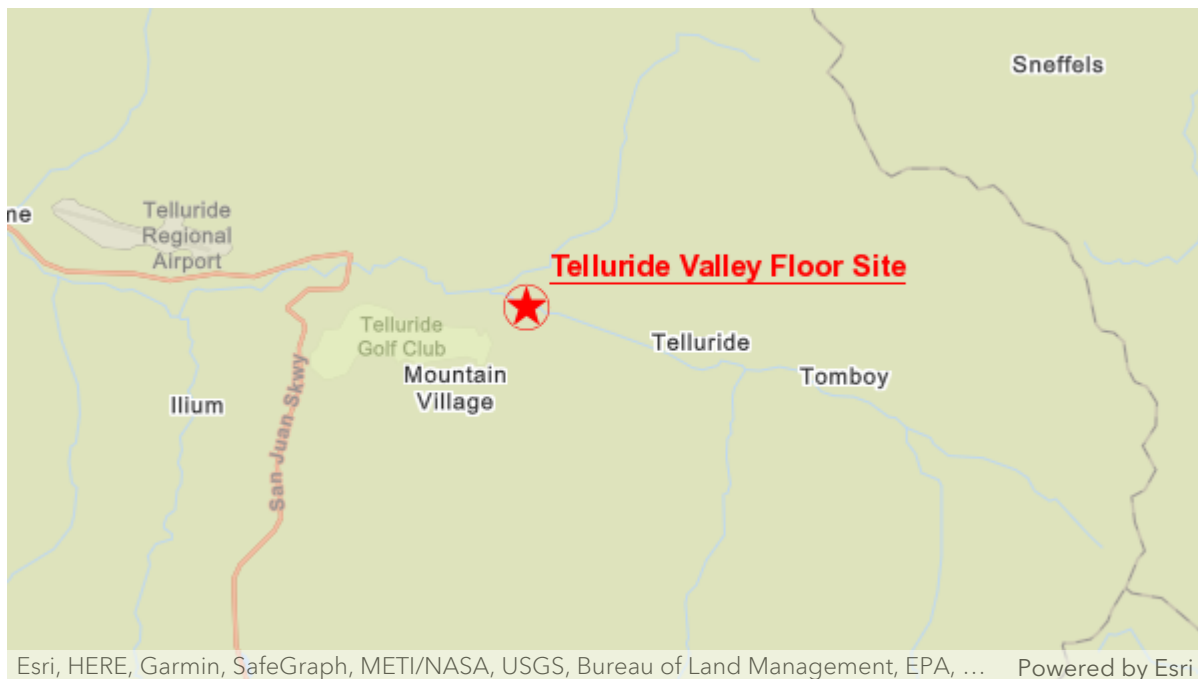 Sneffels
Telluride
Regional
Airport
me
Telluride Valley Floor Site
Telluride
Golf Club
Telluride
Mountain
Village
Tomboy
Ilium
San Juan Skwy
Esri, HERE, Garmin, SafeGraph, METI/NASA, USGS, Bureau of Land Management, EPA, ...
Powered by Esri